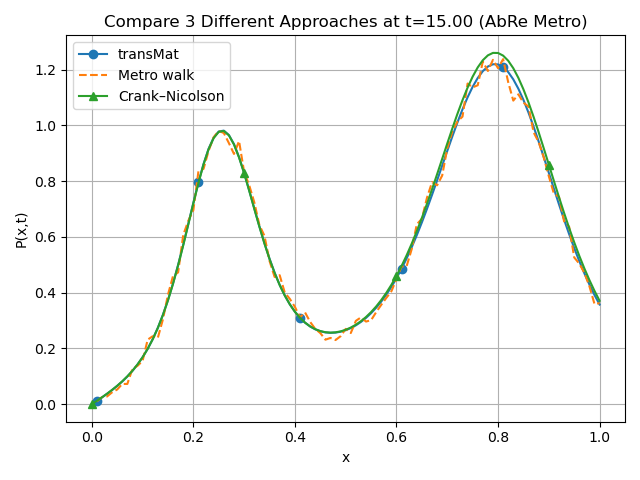 Compare 3 Different Approaches at t=15.00 (AbRe Metro)
transMat
Metro walk
Crank–Nicolson
P(x,t)
1.2
1.0
0.8
0.6
0.4
0.2
0.0
0.0 0.2 0.4 0.6 0.8 1.0
x